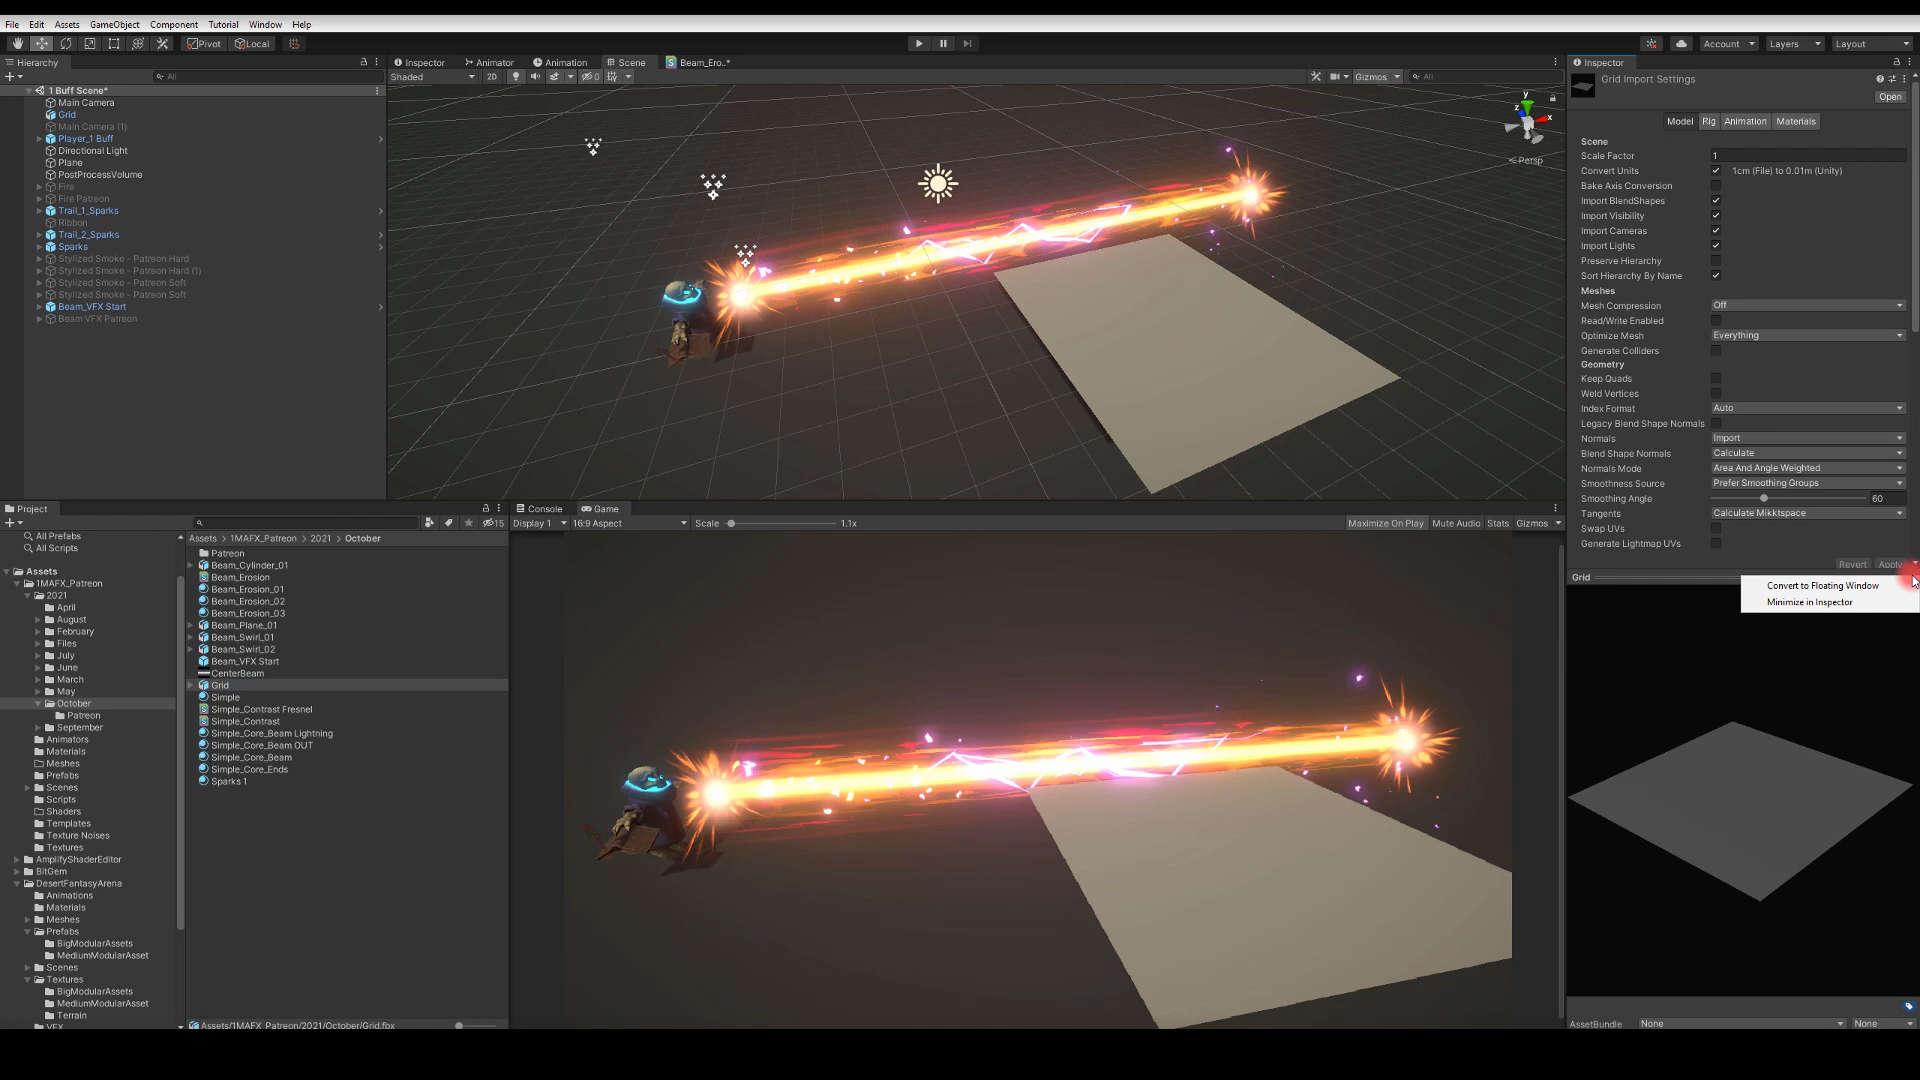 File Edit Assets GameObject Component Tutorial Window Help
Pivot Local Account Layers Layout
Hierarchy
All
1 Buff Scene*
Main Camera
Grid
Main Camera (1)
Player_1 Buff
Directional Light
Plane
PostProcessVolume
Fire
Fire Patreon
Trail_1_Sparks
Ribbon
Trail_2_Sparks
Sparks
Stylized Smoke - Patreon Hard
Stylized Smoke - Patreon Hard (1)
Stylized Smoke - Patreon Soft
Stylized Smoke - Patreon Soft
Beam_VFX Start
Beam VFX Patreon
Inspector Animator Animation Scene Beam_Ero..*
Shaded 2D 0 Gizmos All
y
z
x
Persp
Inspector
Grid Import Settings
Open
Model Rig Animation Materials
Scene
Scale Factor 1
Convert Units 1cm (File) to 0.01m (Unity)
Bake Axis Conversion
Import BlendShapes
Import Visibility
Import Cameras
Import Lights
Preserve Hierarchy
Sort Hierarchy By Name
Meshes
Mesh Compression Off
Read/Write Enabled
Optimize Mesh Everything
Generate Colliders
Geometry
Keep Quads
Weld Vertices
Index Format Auto
Legacy Blend Shape Normals
Normals Import
Blend Shape Normals Calculate
Normals Mode Area And Angle Weighted
Smoothness Source Prefer Smoothing Groups
Smoothing Angle 60
Tangents Calculate Mikktspace
Swap UVs
Generate Lightmap UVs
Revert Apply
Grid
Convert to Floating Window
Minimize in Inspector
AssetBundle None None
Project
15
All Prefabs
All Scripts
Assets
1MAFX_Patreon
2021
April
August
February
Files
July
June
March
May
October
Patreon
September
Animators
Materials
Meshes
Prefabs
Scenes
Scripts
Shaders
Templates
Texture Noises
Textures
AmplifyShaderEditor
BitGem
DesertFantasyArena
Animations
Materials
Meshes
Prefabs
BigModularAssets
MediumModularAsset
Scenes
Textures
BigModularAssets
MediumModularAsset
Terrain
VFX
Assets 1MAFX_Patreon 2021 October
Patreon
Beam_Cylinder_01
Beam_Erosion
Beam_Erosion_01
Beam_Erosion_02
Beam_Erosion_03
Beam_Plane_01
Beam_Swirl_01
Beam_Swirl_02
Beam_VFX Start
CenterBeam
Grid
Simple
Simple_Contrast Fresnel
Simple_Contrast
Simple_Core_Beam Lightning
Simple_Core_Beam OUT
Simple_Core_Beam
Simple_Core_Ends
Sparks 1
Assets/1MAFX_Patreon/2021/October/Grid.fbx
Console Game
Display 1 16:9 Aspect Scale 1.1x Maximize On Play Mute Audio Stats Gizmos